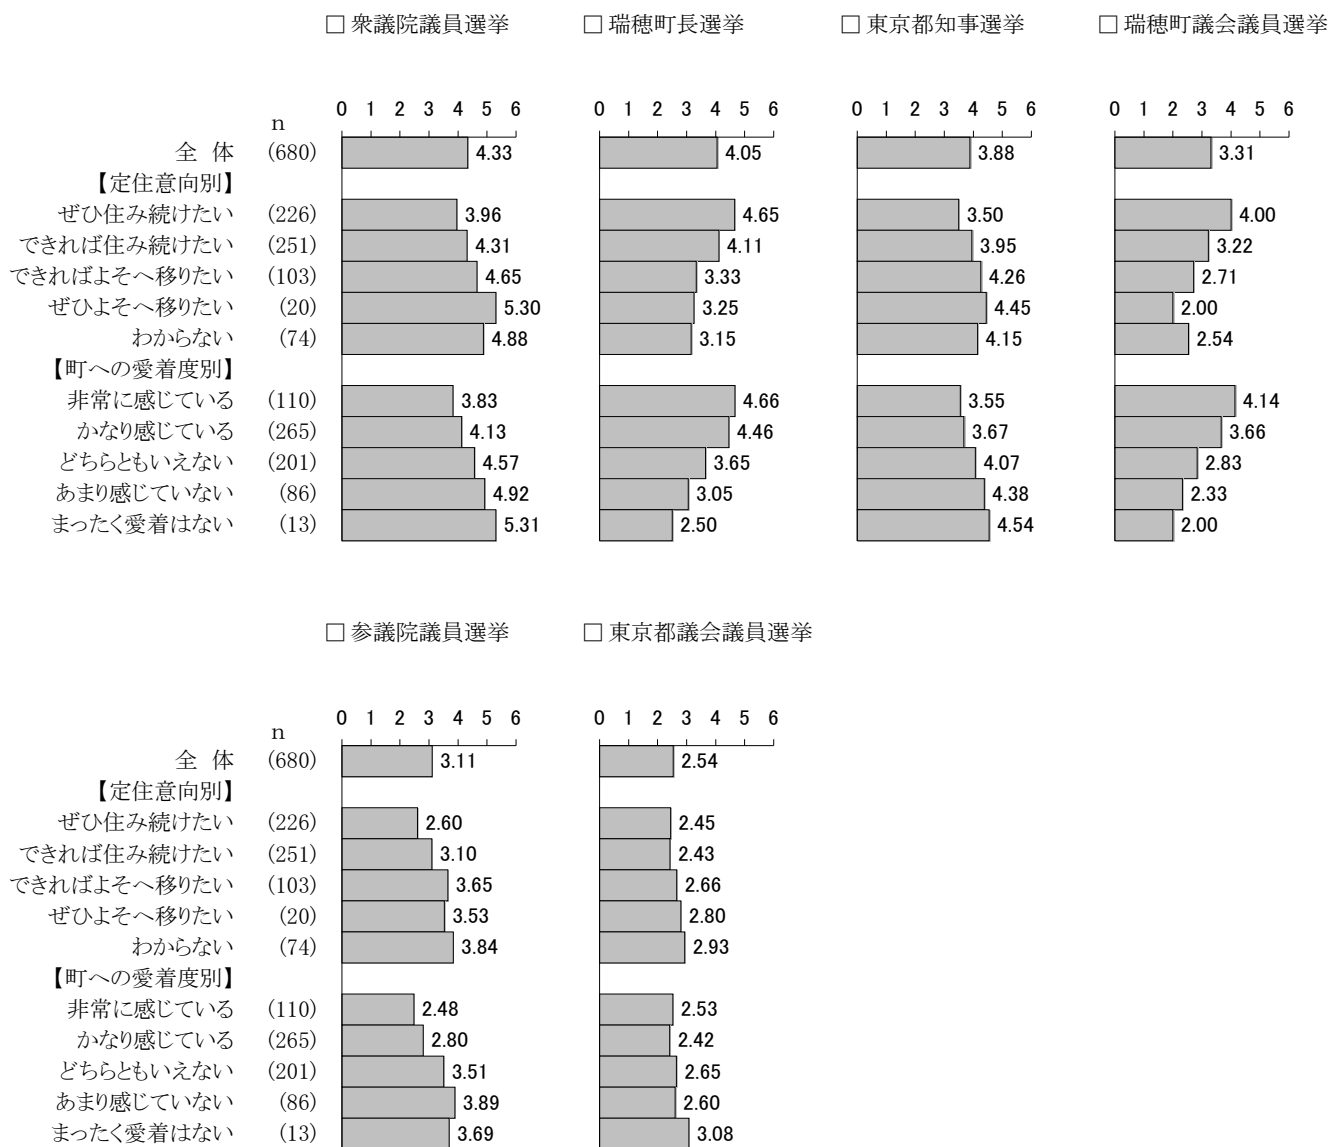 □ 衆議院議員選挙 □ 瑞穂町長選挙 □ 東京都知事選挙 □ 瑞穂町議会議員選挙
0 1 2 3 4 5 6 0 1 2 3 4 5 6 0 1 2 3 4 5 6 0 1 2 3 4 5 6
n
全 体 (680) 4.33 4.05 3.88 3.31
【定住意向別】
ぜひ住み続けたい (226) 3.96 4.65 3.50 4.00
できれば住み続けたい (251) 4.31 4.11 3.95 3.22
できればよそへ移りたい (103) 4.65 3.33 4.26 2.71
ぜひよそへ移りたい (20) 5.30 3.25 4.45 2.00
わからない (74) 4.88 3.15 4.15 2.54
【町への愛着度別】
非常に感じている (110) 3.83 4.66 3.55 4.14
かなり感じている (265) 4.13 4.46 3.67 3.66
どちらともいえない (201) 4.57 3.65 4.07 2.83
あまり感じていない (86) 4.92 3.05 4.38 2.33
まったく愛着はない (13) 5.31 2.50 4.54 2.00
□ 参議院議員選挙 □ 東京都議会議員選挙
0 1 2 3 4 5 6 0 1 2 3 4 5 6
n
全 体 (680) 3.11 2.54
【定住意向別】
ぜひ住み続けたい (226) 2.60 2.45
できれば住み続けたい (251) 3.10 2.43
できればよそへ移りたい (103) 3.65 2.66
ぜひよそへ移りたい (20) 3.53 2.80
わからない (74) 3.84 2.93
【町への愛着度別】
非常に感じている (110) 2.48 2.53
かなり感じている (265) 2.80 2.42
どちらともいえない (201) 3.51 2.65
あまり感じていない (86) 3.89 2.60
まったく愛着はない (13) 3.69 3.08